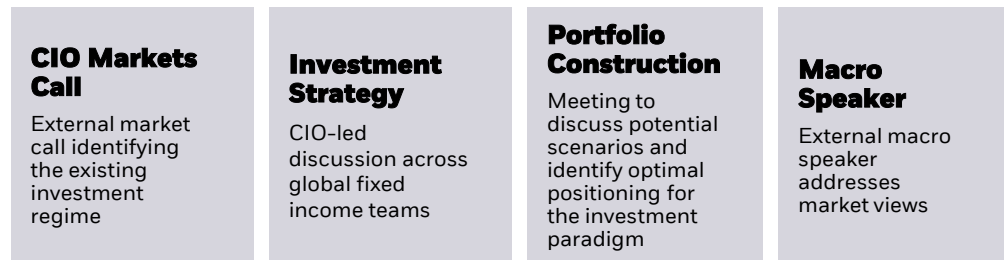 CIO Markets
Call
External market
call identifying
the existing
investment
regime
Investment
Strategy
CIO-led
discussion across
global fixed
income teams
Portfolio
Construction
Meeting to
discuss potential
scenarios and
identify optimal
positioning for
the investment
paradigm
Macro
Speaker
External macro
speaker
addresses
market views